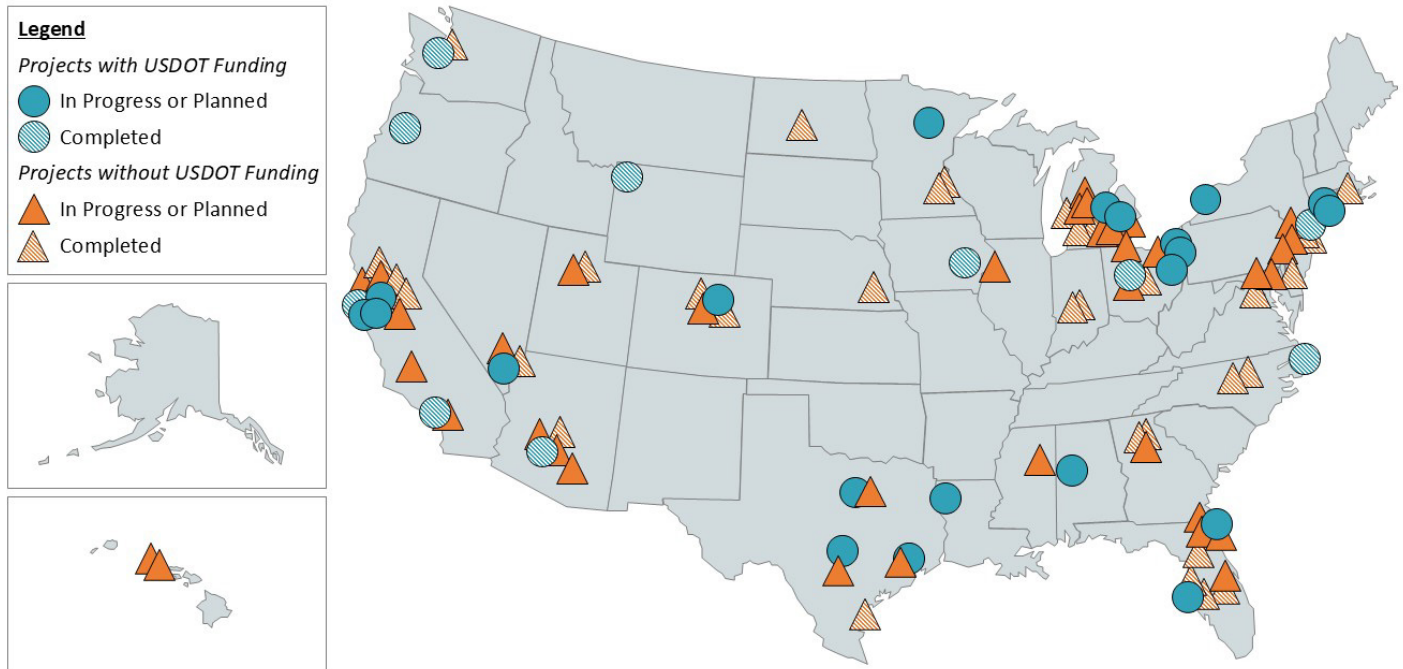 Legend
Projects with USDOT Funding
In Progress or Planned
Completed
Projects without USDOT Funding
In Progress or Planned
Completed